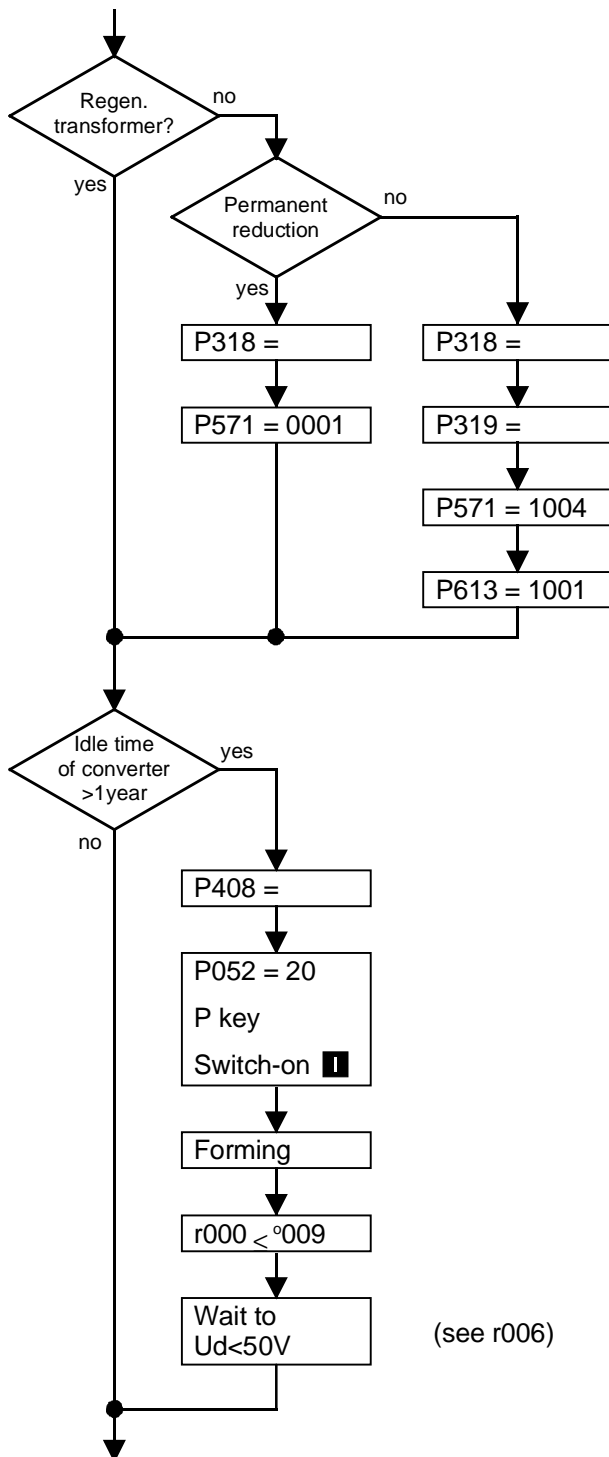 Regen.
transformer?
no
yes
Permanent
reduction
no
yes
P318 =
P571 = 0001
P318 =
P319 =
P571 = 1004
P613 = 1001
Idle time
of converter
>1year
yes
no
P408 =
P052 = 20
P key
Switch-on I
Forming
r000 < °009
Wait to
Ud<50V
(see r006)